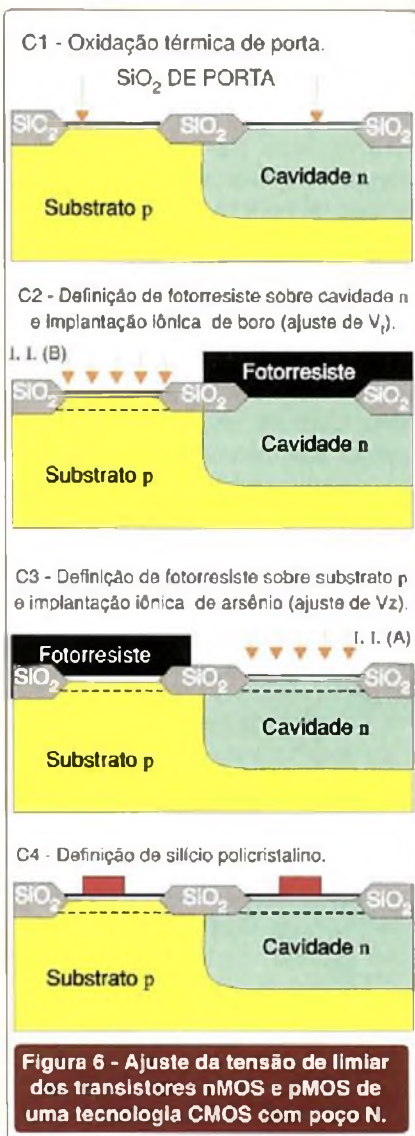 C1 - Oxidação térmica de porta.
SiO₂ DE PORTA
SiO₂ SiO₂ SiO₂
Cavidade n
Substrato p
C2 - Definição de fotorresiste sobre cavidade n
e implantação iônica de boro (ajuste de Vₜ).
I. I. (B)
Fotorresiste
SiO₂ SiO₂ SiO₂
Cavidade n
Substrato p
C3 - Definição de fotorresiste sobre substrato p
e implantação iônica de arsênio (ajuste de Vz).
I. I. (A)
Fotorresiste
SiO₂ SiO₂ SiO₂
Cavidade n
Substrato p
C4 - Definição de silício policristalino.
SiO₂ SiO₂ SiO₂
Cavidade n
Substrato p
Figura 6 - Ajuste da tensão de limiar
dos transistores nMOS e pMOS de
uma tecnologia CMOS com poço N.